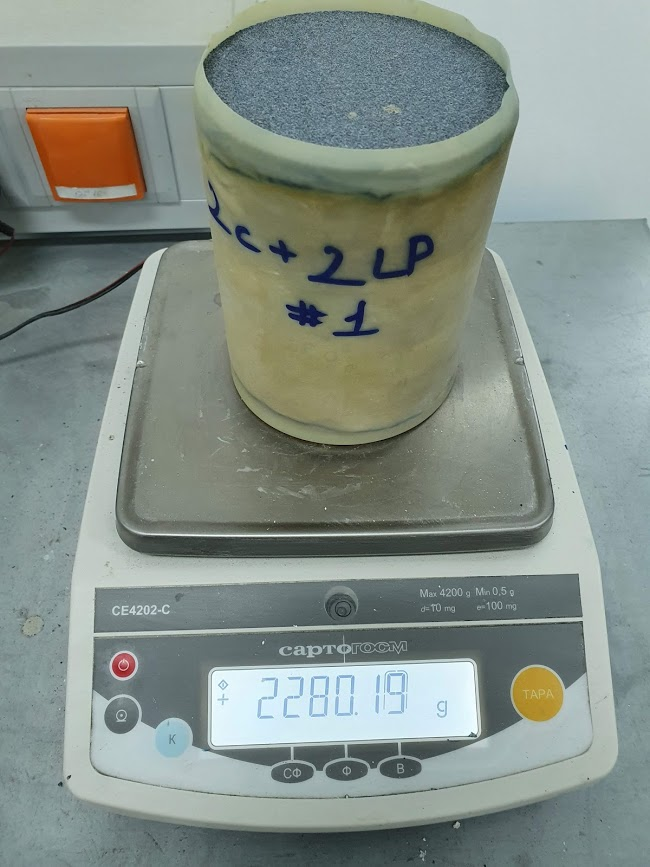 2c+2LP
#1
CE4202-C
Max 4200 g Min 0,5 g
d=10 mg e=100 mg
сартогосм
+ 2280.19 g
К
ТАРА
СФ Ф В